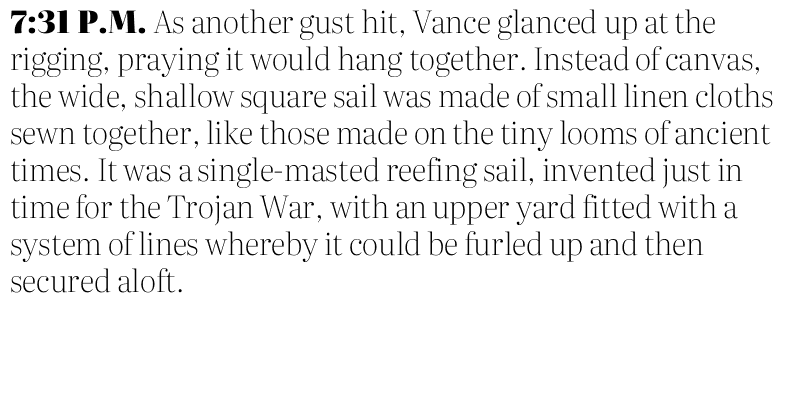 7:31 P.M. As another gust hit, Vance glanced up at the
rigging, praying it would hang together. Instead of canvas,
the wide, shallow square sail was made of small linen cloths
sewn together, like those made on the tiny looms of ancient
times. It was a single-masted reefing sail, invented just in
time for the Trojan War, with an upper yard fitted with a
system of lines whereby it could be furled up and then
secured aloft.